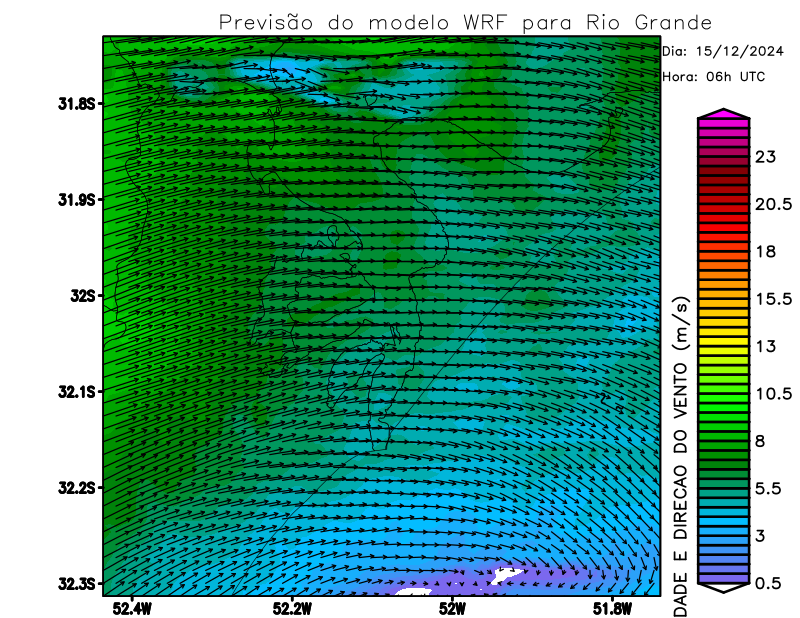 Previsão do modelo WRF para Rio Grande
Dia: 15/12/2024
Hora: 06h UTC
31.8S
31.9S
32S
32.1S
32.2S
32.3S
52.4W
52.2W
52W
51.8W
DADE E DIRECAO DO VENTO (m/s)
23
20.5
18
15.5
13
10.5
8
5.5
3
0.5